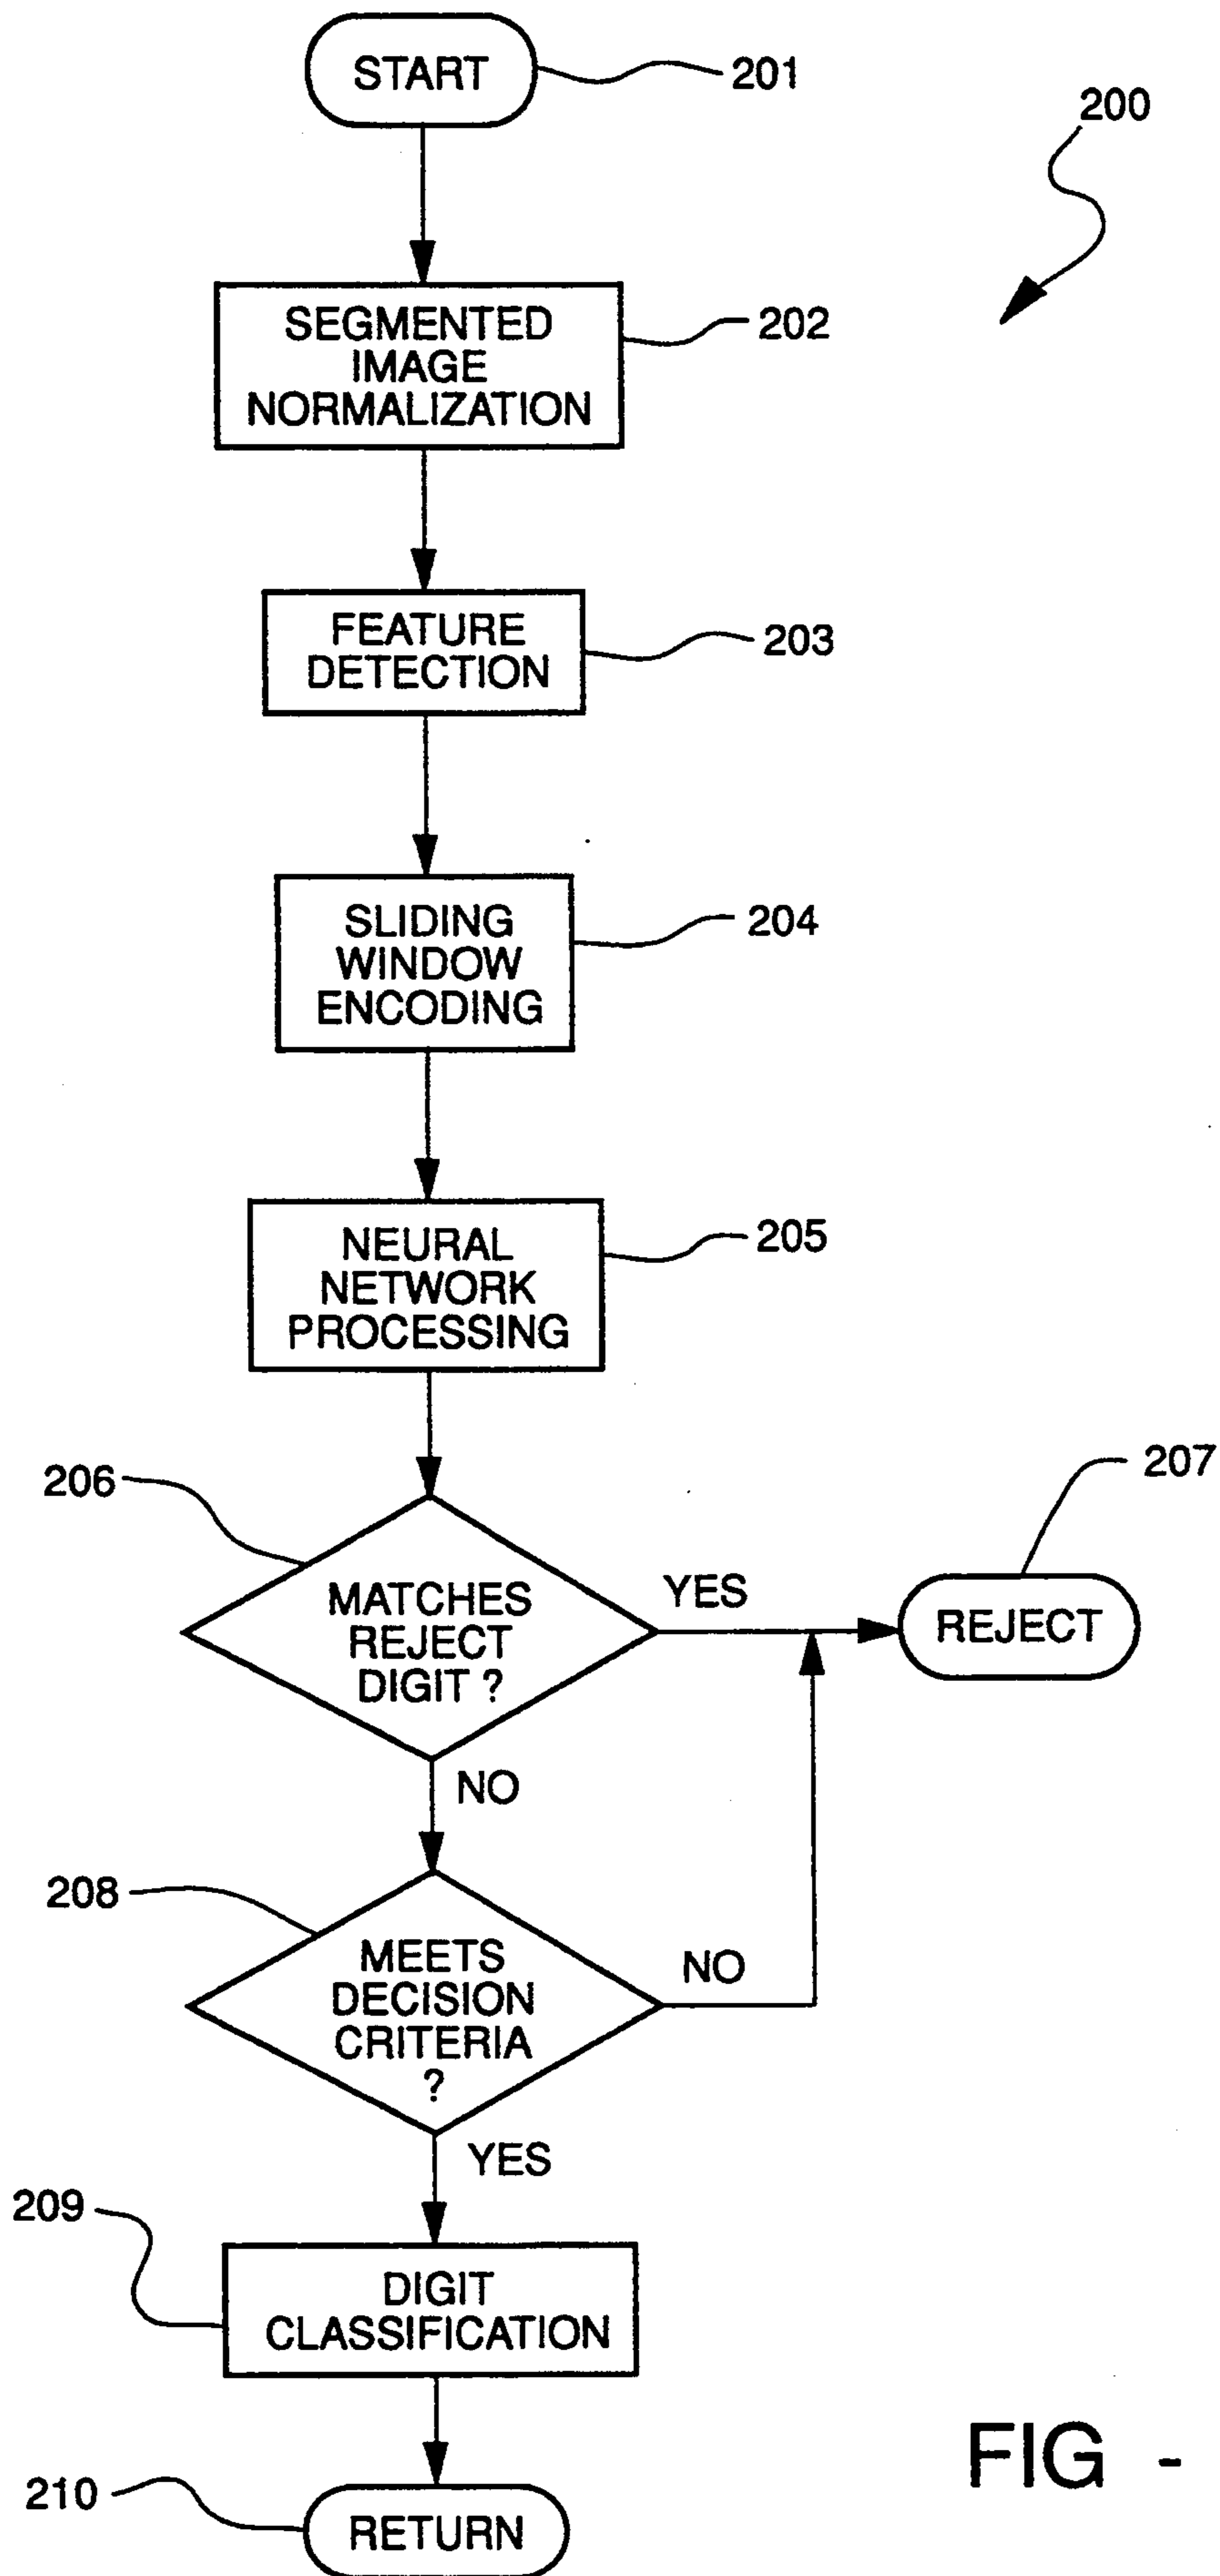 START
201
200
SEGMENTED
IMAGE
NORMALIZATION
202
FEATURE
DETECTION
203
SLIDING
WINDOW
ENCODING
204
NEURAL
NETWORK
PROCESSING
205
206
MATCHES
REJECT
DIGIT ?
YES
207
REJECT
NO
208
MEETS
DECISION
CRITERIA
?
NO
YES
209
DIGIT
CLASSIFICATION
210
RETURN
FIG -